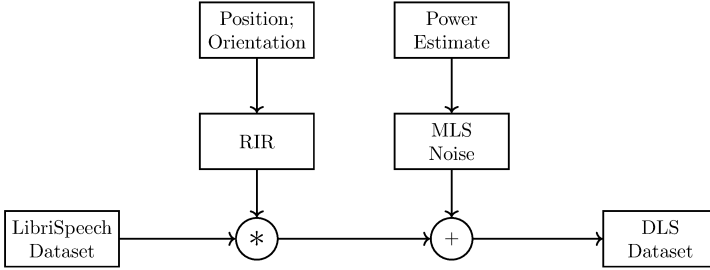 Position;
Orientation
Power
Estimate
RIR
MLS
Noise
LibriSpeech
Dataset
*
+
DLS
Dataset